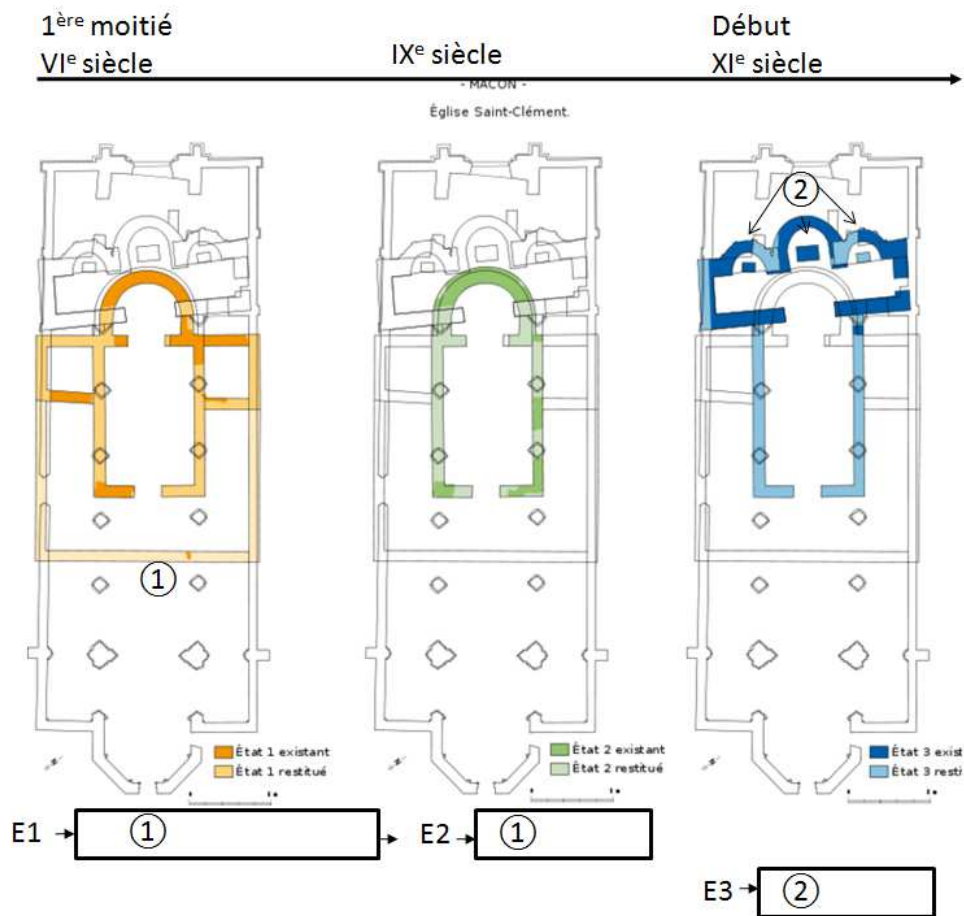 1ère moitié
VIe siècle
IXe siècle
Début
XIe siècle
- MACON -
Église Saint-Clément.
2
1
État 1 existant
État 1 restitué
État 2 existant
État 2 restitué
État 3 exist
État 3 resti
E1 1
E2 1
E3 2